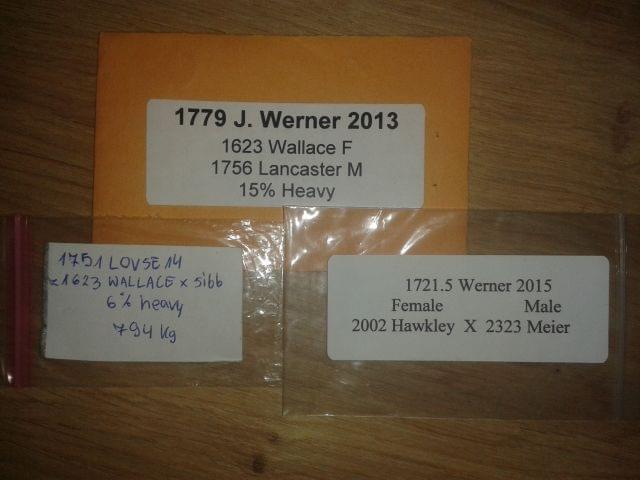 1779 J. Werner 2013
1623 Wallace F
1756 Lancaster M
15% Heavy
1751 LOVSE 14
1623 WALLACE x sibb
6% heavy
794 kg
1721.5 Werner 2015
Female Male
2002 Hawkley X 2323 Meier